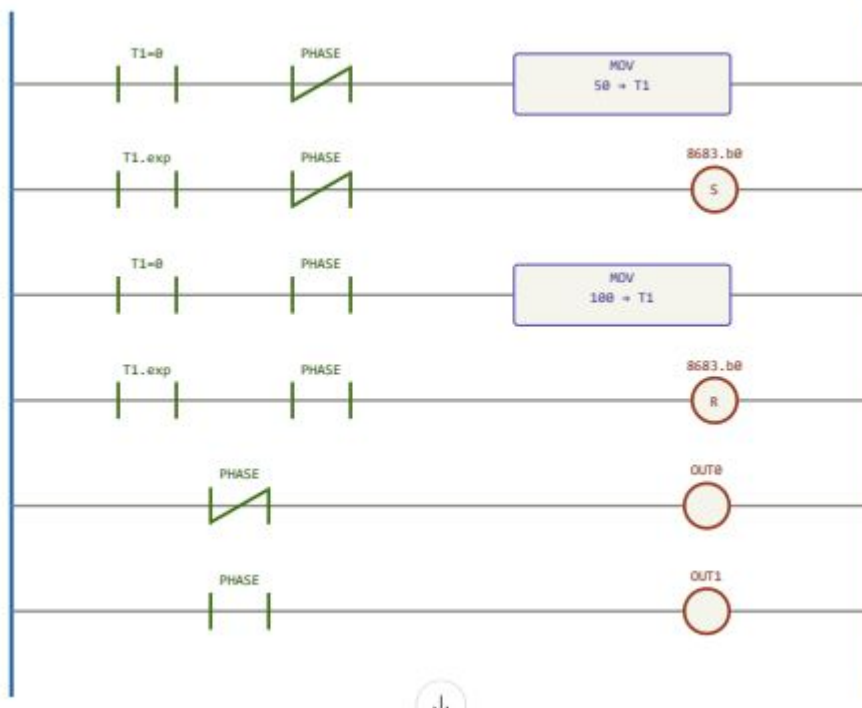 T1=0 PHASE MOV
50 → T1
T1.exp PHASE 8683.b0
S
T1=0 PHASE MOV
100 → T1
T1.exp PHASE 8683.b0
R
PHASE OUT0
PHASE OUT1